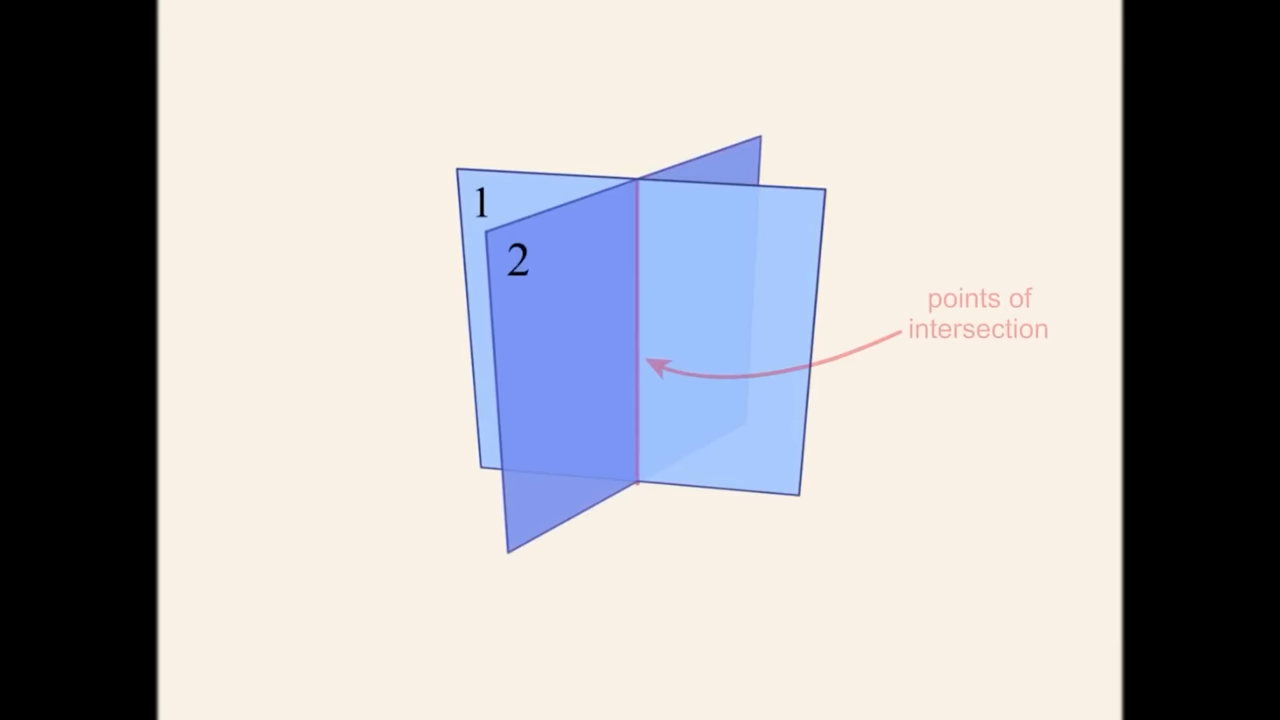 1
2
points of
intersection